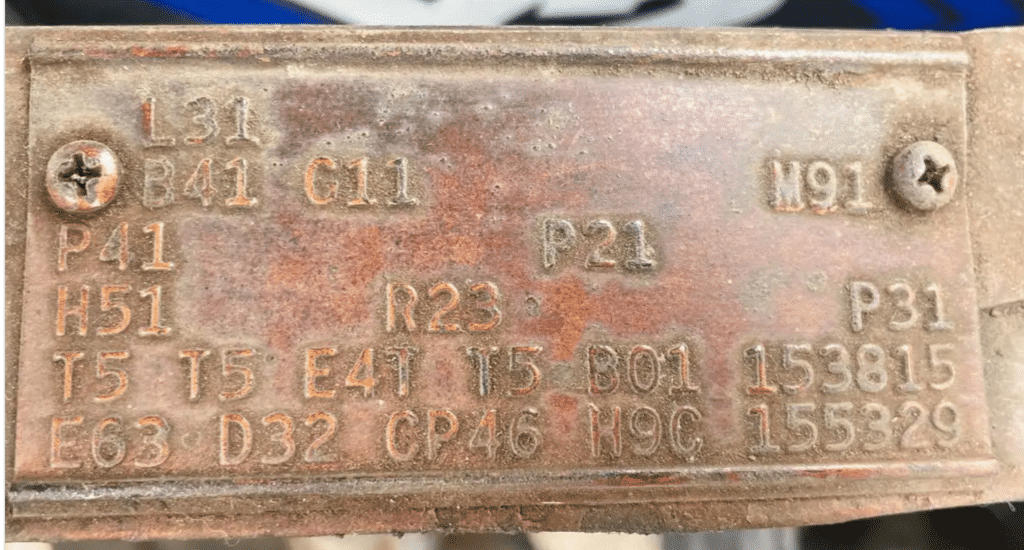 L31
B41 G11 M91
P41 P21
H51 R23 P31
T5 T5 E4T T5 B01 153815
E63 D32 CP46 H9C 155329